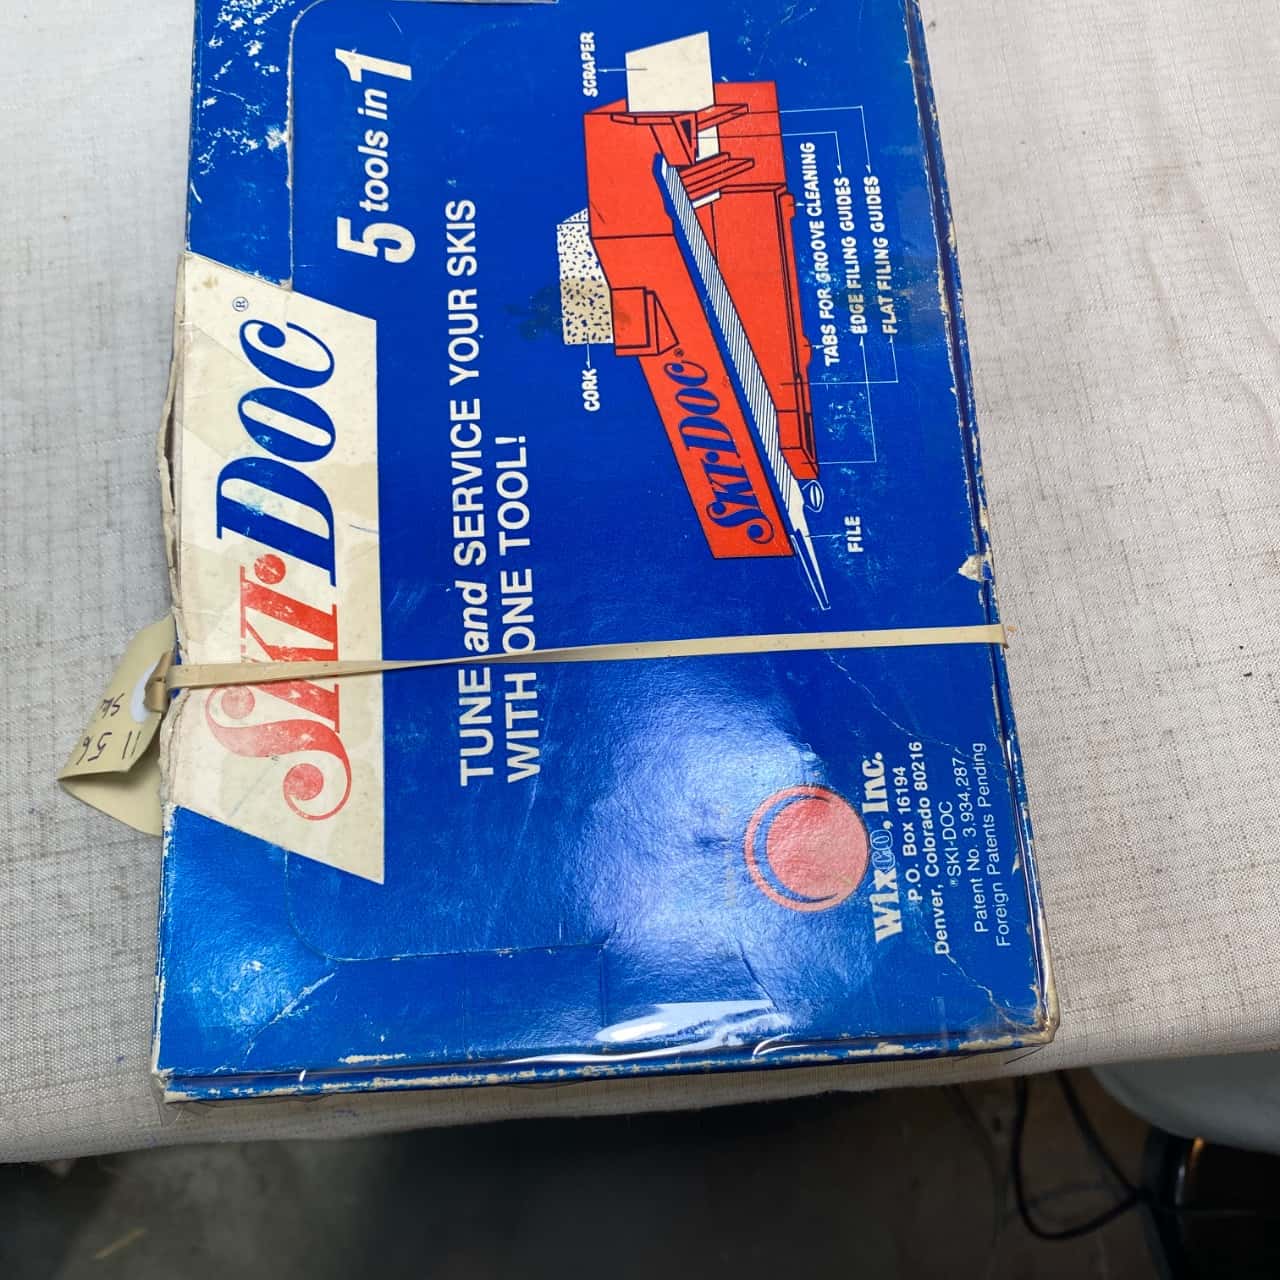 SKI·DOC®
5 tools in 1
TUNE and SERVICE YOUR SKIS
WITH ONE TOOL!
SCRAPER
CORK
SKI·DOC®
TABS FOR GROOVE CLEANING
EDGE FILING GUIDES
FLAT FILING GUIDES
FILE
WixCO, Inc.
P.O. Box 16194
Denver, Colorado 80216
®SKI-DOC
Patent No. 3,934,287
Foreign Patents Pending
11 56